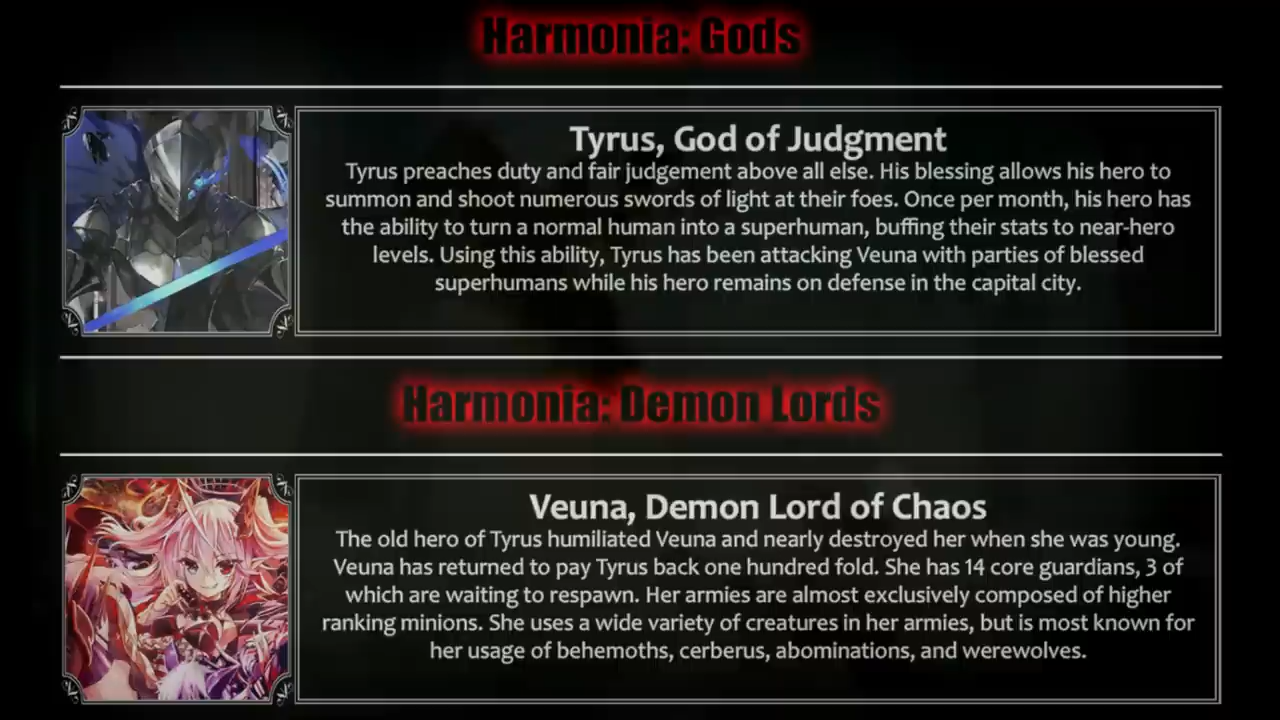 Harmonia: Gods
Tyrus, God of Judgment
Tyrus preaches duty and fair judgement above all else. His blessing allows his hero to
summon and shoot numerous swords of light at their foes. Once per month, his hero has
the ability to turn a normal human into a superhuman, buffing their stats to near-hero
levels. Using this ability, Tyrus has been attacking Veuna with parties of blessed
superhumans while his hero remains on defense in the capital city.
Harmonia: Demon Lords
Veuna, Demon Lord of Chaos
The old hero of Tyrus humiliated Veuna and nearly destroyed her when she was young.
Veuna has returned to pay Tyrus back one hundred fold. She has 14 core guardians, 3 of
which are waiting to respawn. Her armies are almost exclusively composed of higher
ranking minions. She uses a wide variety of creatures in her armies, but is most known for
her usage of behemoths, cerberus, abominations, and werewolves.